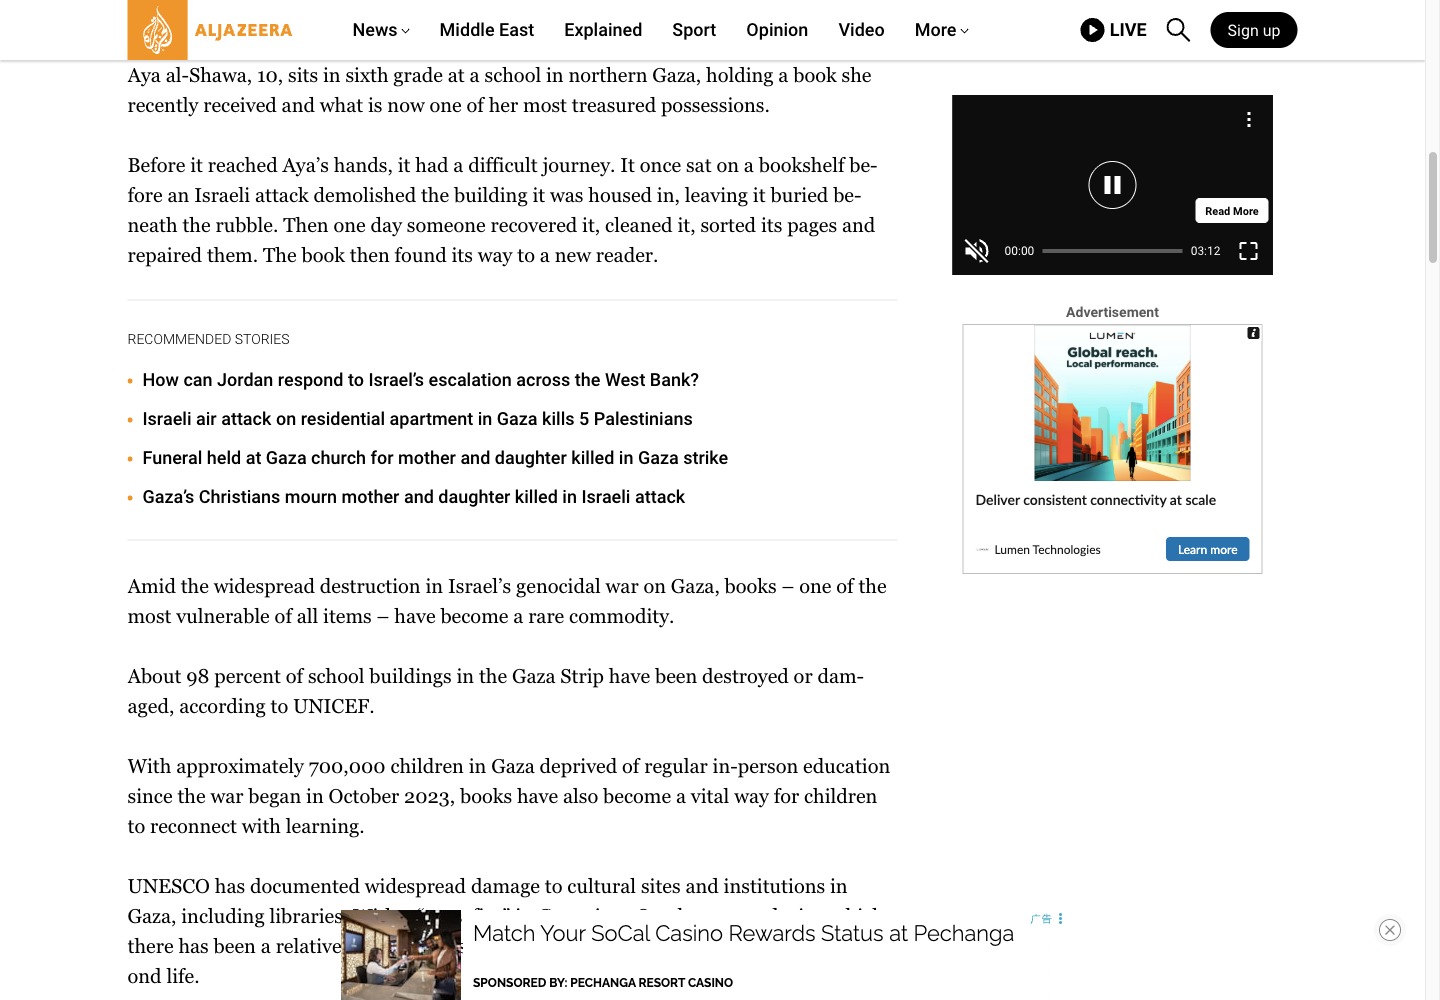 ALJAZEERA
News
Middle East
Explained
Sport
Opinion
Video
More
LIVE
Sign up
Aya al-Shawa, 10, sits in sixth grade at a school in northern Gaza, holding a book she
recently received and what is now one of her most treasured possessions.
Before it reached Aya’s hands, it had a difficult journey. It once sat on a bookshelf be-
fore an Israeli attack demolished the building it was housed in, leaving it buried be-
neath the rubble. Then one day someone recovered it, cleaned it, sorted its pages and
repaired them. The book then found its way to a new reader.
RECOMMENDED STORIES
How can Jordan respond to Israel’s escalation across the West Bank?
Israeli air attack on residential apartment in Gaza kills 5 Palestinians
Funeral held at Gaza church for mother and daughter killed in Gaza strike
Gaza’s Christians mourn mother and daughter killed in Israeli attack
Amid the widespread destruction in Israel’s genocidal war on Gaza, books – one of the
most vulnerable of all items – have become a rare commodity.
About 98 percent of school buildings in the Gaza Strip have been destroyed or dam-
aged, according to UNICEF.
With approximately 700,000 children in Gaza deprived of regular in-person education
since the war began in October 2023, books have also become a vital way for children
to reconnect with learning.
UNESCO has documented widespread damage to cultural sites and institutions in
Gaza, including libraries
there has been a relative
ond life.
Read More
00:00
03:12
Advertisement
LUMEN
Global reach.
Local performance.
Deliver consistent connectivity at scale
Lumen Technologies
Learn more
Match Your SoCal Casino Rewards Status at Pechanga
广告
SPONSORED BY: PECHANGA RESORT CASINO